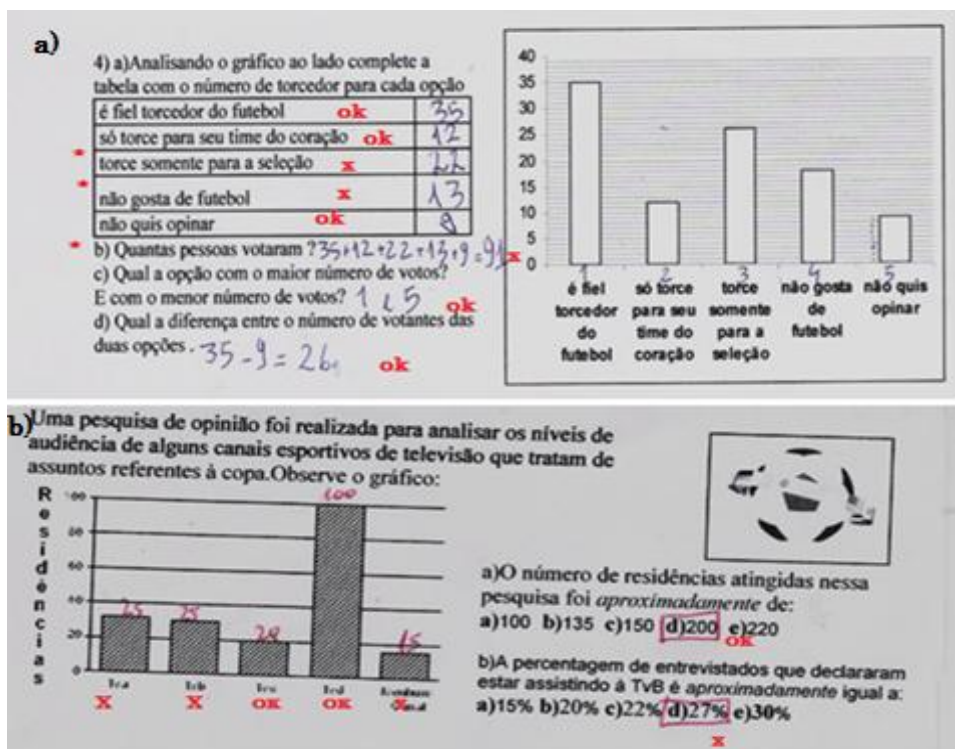 a)
4) a)Analisando o gráfico ao lado complete a
tabela com o número de torcedor para cada opção
é fiel torcedor do futebol ok 35
só torce para seu time do coração ok 12
* torce somente para a seleção x 22
* não gosta de futebol x 13
não quis opinar ok 9
* b) Quantas pessoas votaram ? 35+12+22+13+9=91 x
c) Qual a opção com o maior número de votos?
E com o menor número de votos? 1 e 5 ok
d) Qual a diferença entre o número de votantes das
duas opções . 35-9=26. ok
40
35
30
25
20
15
10
5
0
1 2 3 4 5
é fiel torcedor do futebol
só torce para seu time do coração
torce somente para a seleção
não gosta de futebol
não quis opinar
b) Uma pesquisa de opinião foi realizada para analisar os níveis de
audiência de alguns canais esportivos de televisão que tratam de
assuntos referentes à copa.Observe o gráfico:
Residências
100
80
60
40
20
0
25 25 20 100 15
x x ok ok x
a)O número de residências atingidas nessa
pesquisa foi aproximadamente de:
a)100 b)135 c)150 d)200 e)220
ok
b)A percentagem de entrevistados que declararam
estar assistindo à TvB é aproximadamente igual a:
a)15% b)20% c)22% d)27% e)30%
x